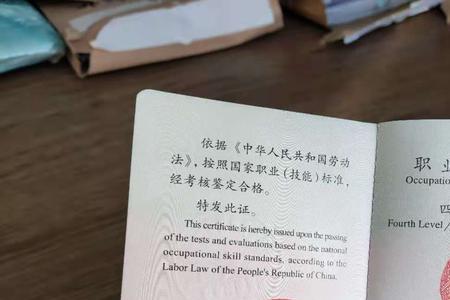 依据《中华人民共和国劳动
法》，按照国家职业(技能)标准，
经考核鉴定合格。
特发此证。
This certificate is hereby issued upon the passing
of the tests and evaluations based on the national
occupational skill standards, according to the
Labor Law of the People's Republic of China.
职业
Occupatio
四
Fourth Level/